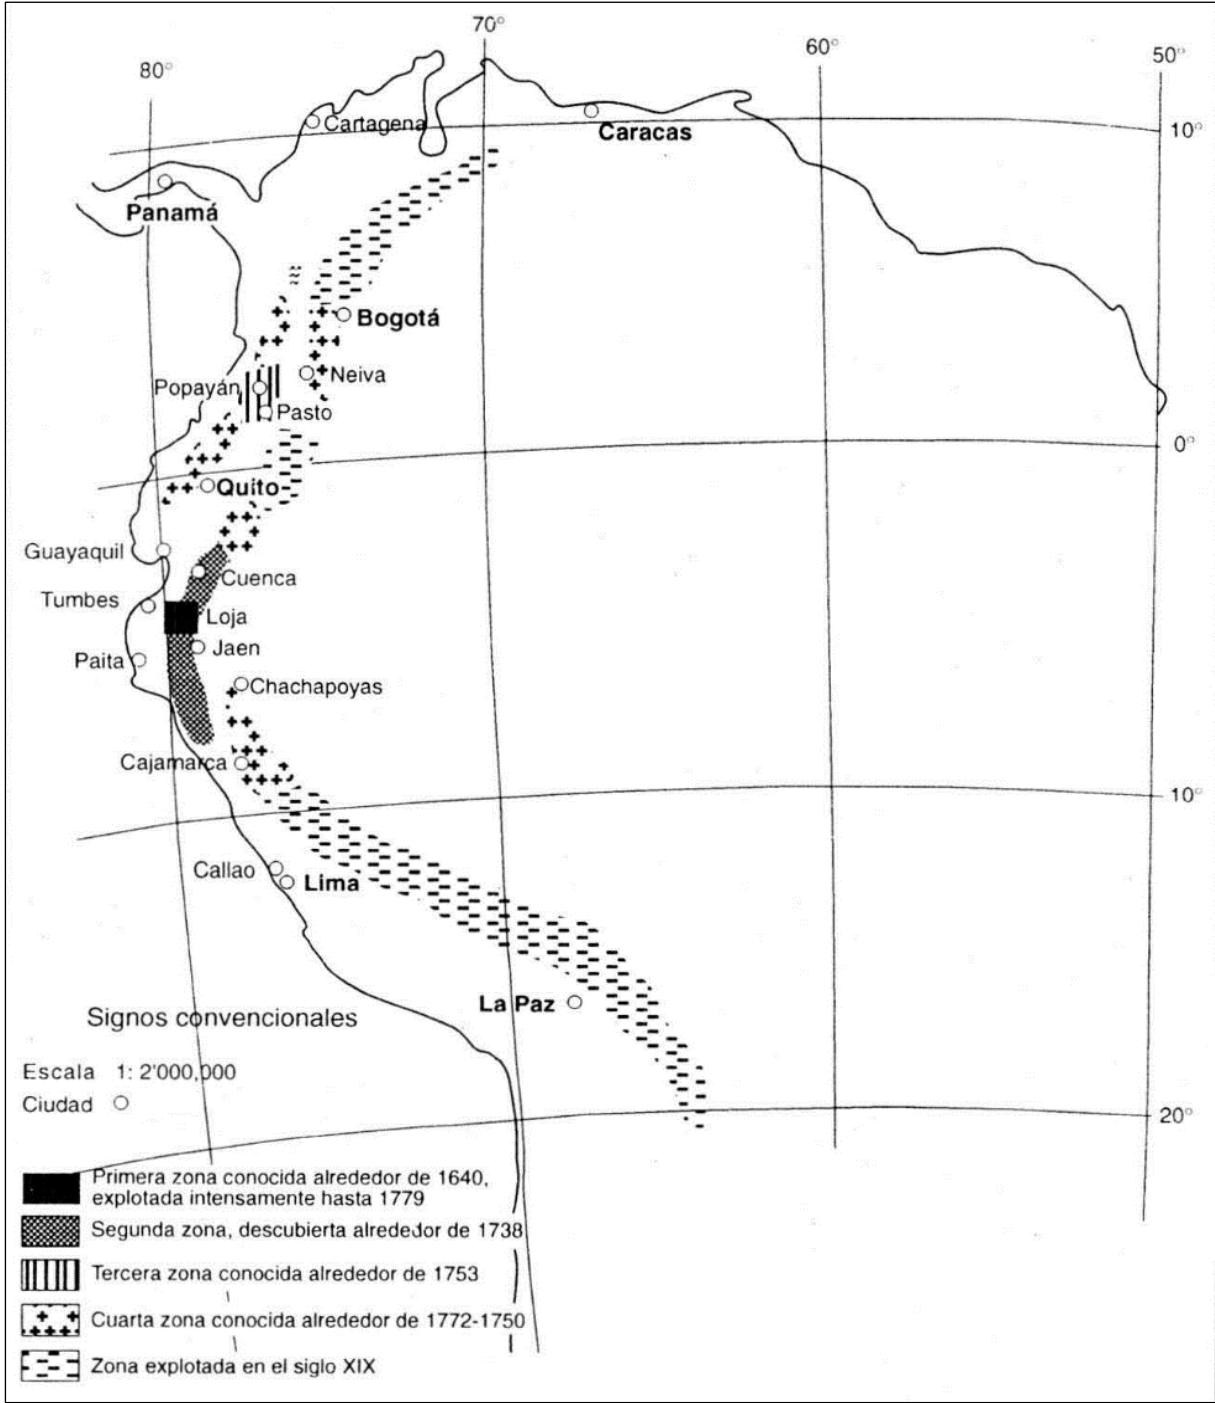 70°
60°
50°
80°
Cartagena
Caracas
10°
Panamá
Bogotá
Neiva
Popayán
Pasto
0°
Quito
Guayaquil
Cuenca
Tumbes
Loja
Jaen
Paita
Chachapoyas
Cajamarca
10°
Callao
Lima
La Paz
Signos convencionales
Escala 1: 2'000,000
Ciudad
20°
Primera zona conocida alrededor de 1640,
explotada intensamente hasta 1779
Segunda zona, descubierta alrededor de 1738
Tercera zona conocida alrededor de 1753
Cuarta zona conocida alrededor de 1772-1750
Zona explotada en el siglo XIX